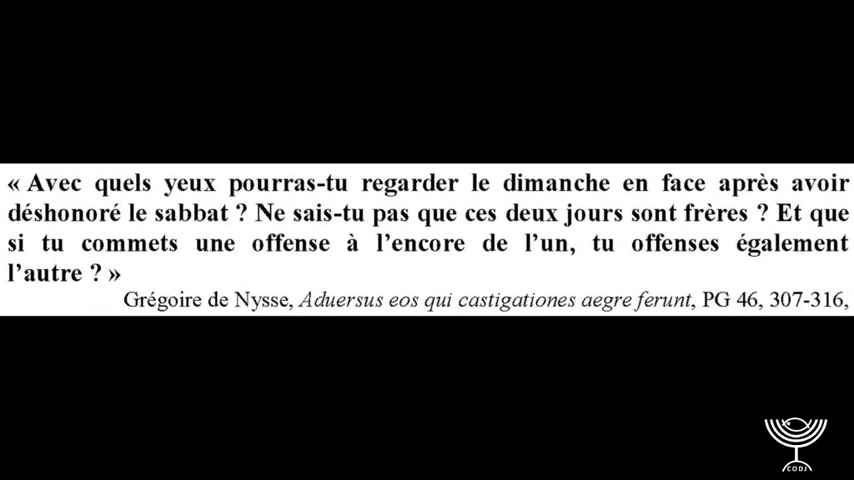 « Avec quels yeux pourras-tu regarder le dimanche en face après avoir
déshonoré le sabbat ? Ne sais-tu pas que ces deux jours sont frères ? Et que
si tu commets une offense à l’encore de l’un, tu offenses également
l’autre ? »
Grégoire de Nysse, Aduersus eos qui castigationes aegre ferunt, PG 46, 307-316,
CODJ